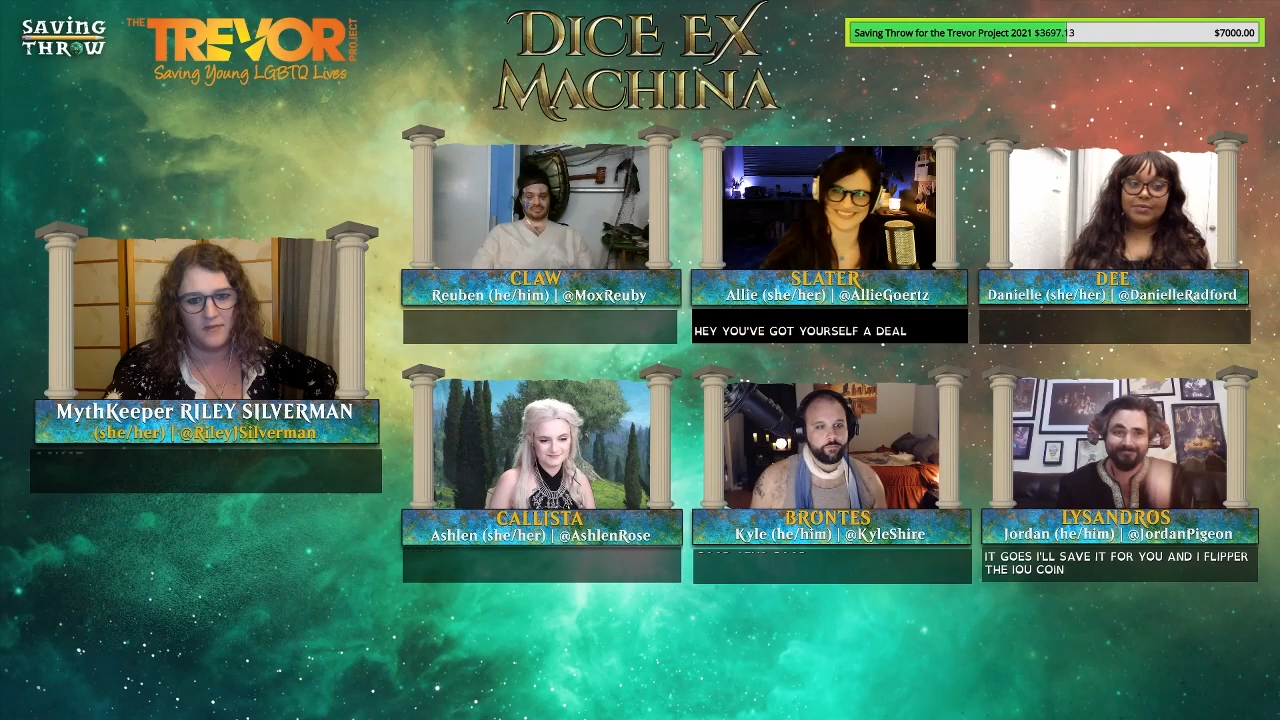 SAVING
THROW
THE
TREVOR
PROJECT
Saving Young LGBTQ Lives
DICE EX
MACHINA
Saving Throw for the Trevor Project 2021 $3697.13
$7000.00
MythKeeper RILEY SILVERMAN
(she/her) | @RileyJSilverman
CLAW
Reuben (he/him) | @MoxReuby
SLATER
Allie (she/her) | @AllieGoertz
HEY YOU'VE GOT YOURSELF A DEAL
DEE
Danielle (she/her) | @DanielleRadford
CALLISTA
Ashlen (she/her) | @AshlenRose
BRONTES
Kyle (he/him) | @KyleShire
LYSANDROS
Jordan (he/him) | @JordanPigeon
IT GOES I'LL SAVE IT FOR YOU AND I FLIPPER
THE IOU COIN